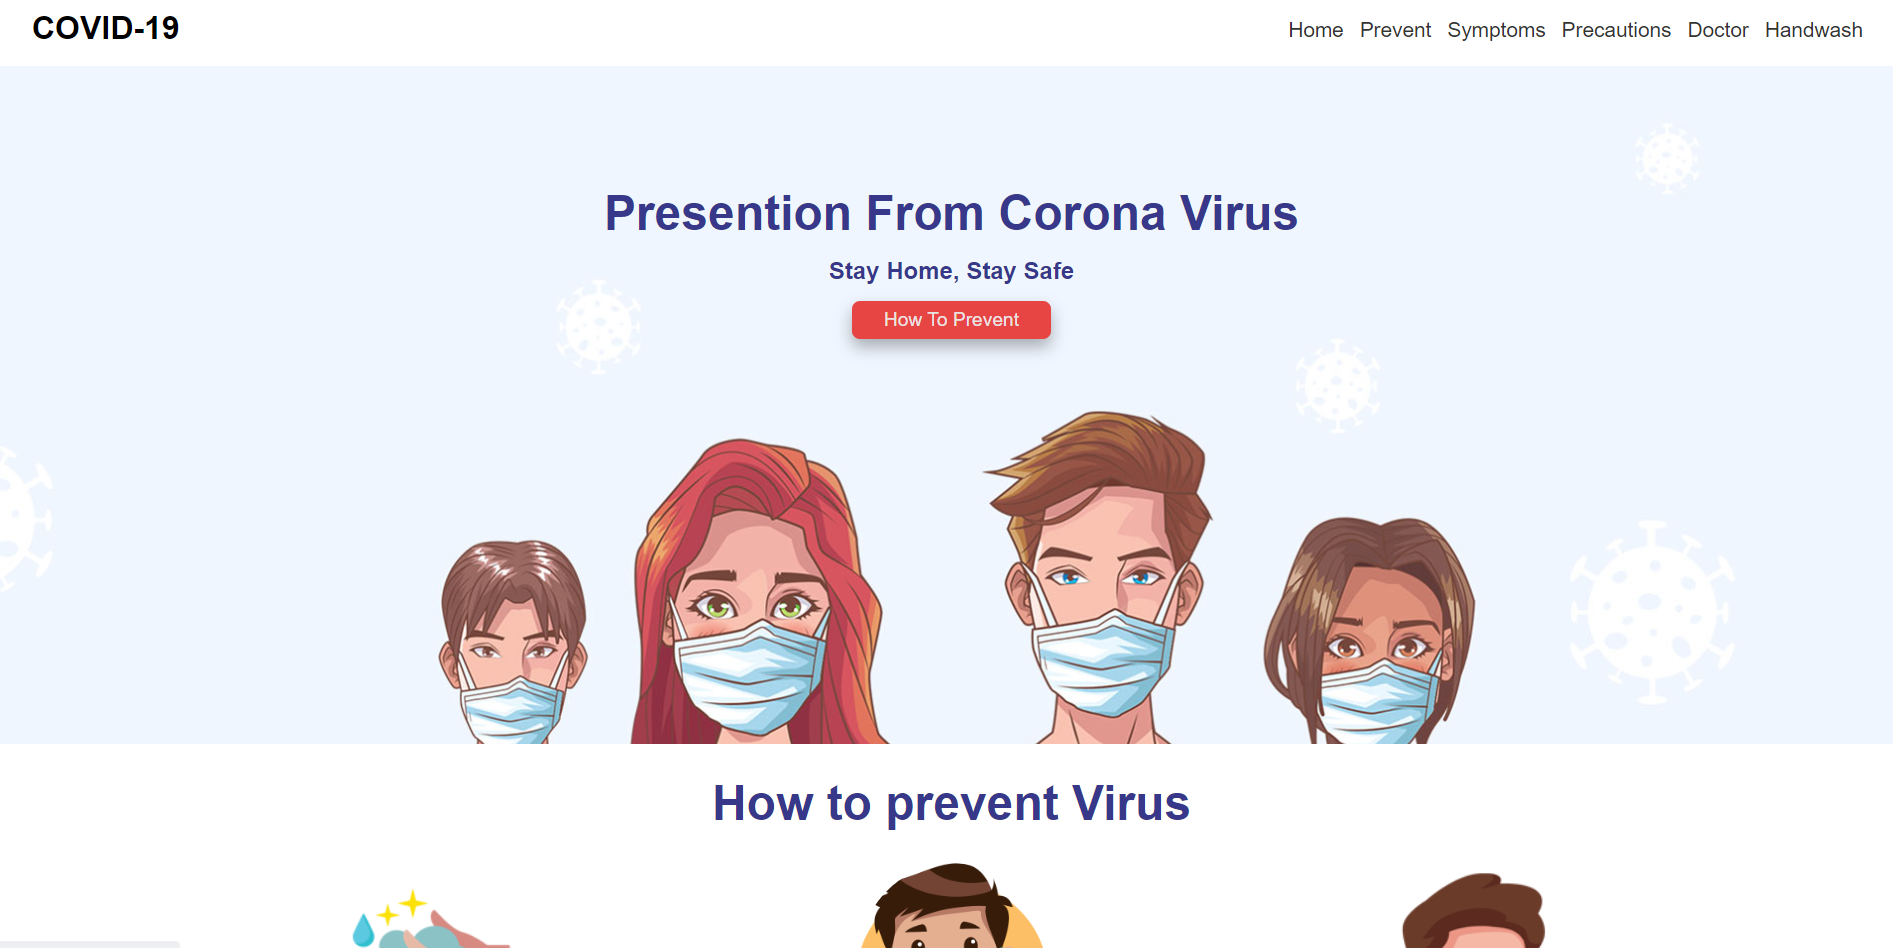 COVID-19
Home Prevent Symptoms Precautions Doctor Handwash
Presention From Corona Virus
Stay Home, Stay Safe
How To Prevent
How to prevent Virus